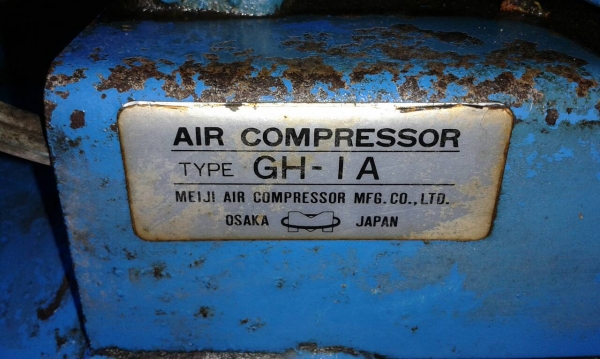 AIR COMPRESSOR
TYPE GH-1A
MEIJI AIR COMPRESSOR MFG. CO., LTD.
OSAKA JAPAN